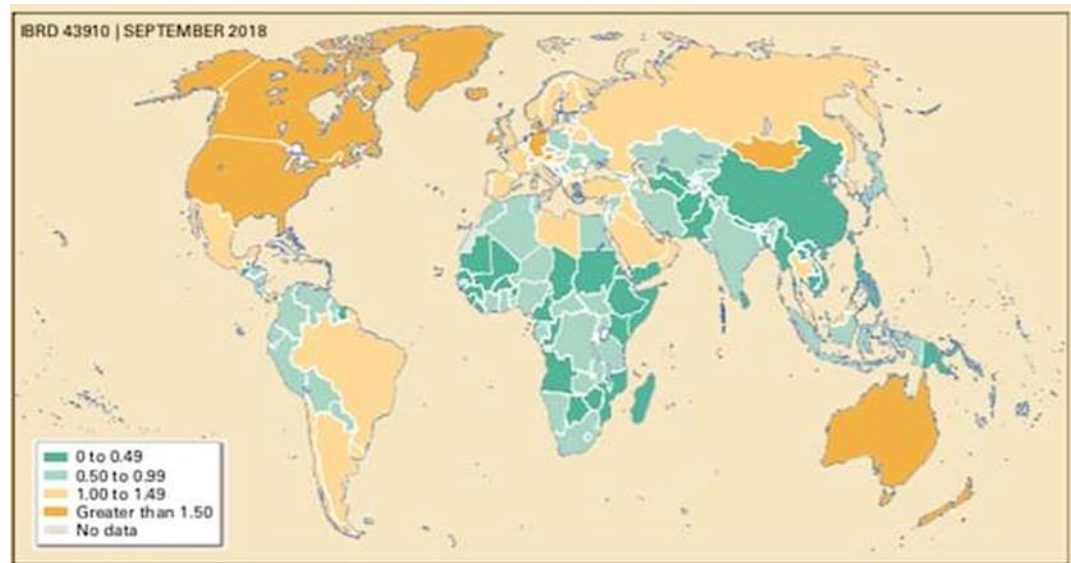 IBRD 43910 | SEPTEMBER 2018
0 to 0.49
0.50 to 0.99
1.00 to 1.49
Greater than 1.50
No data